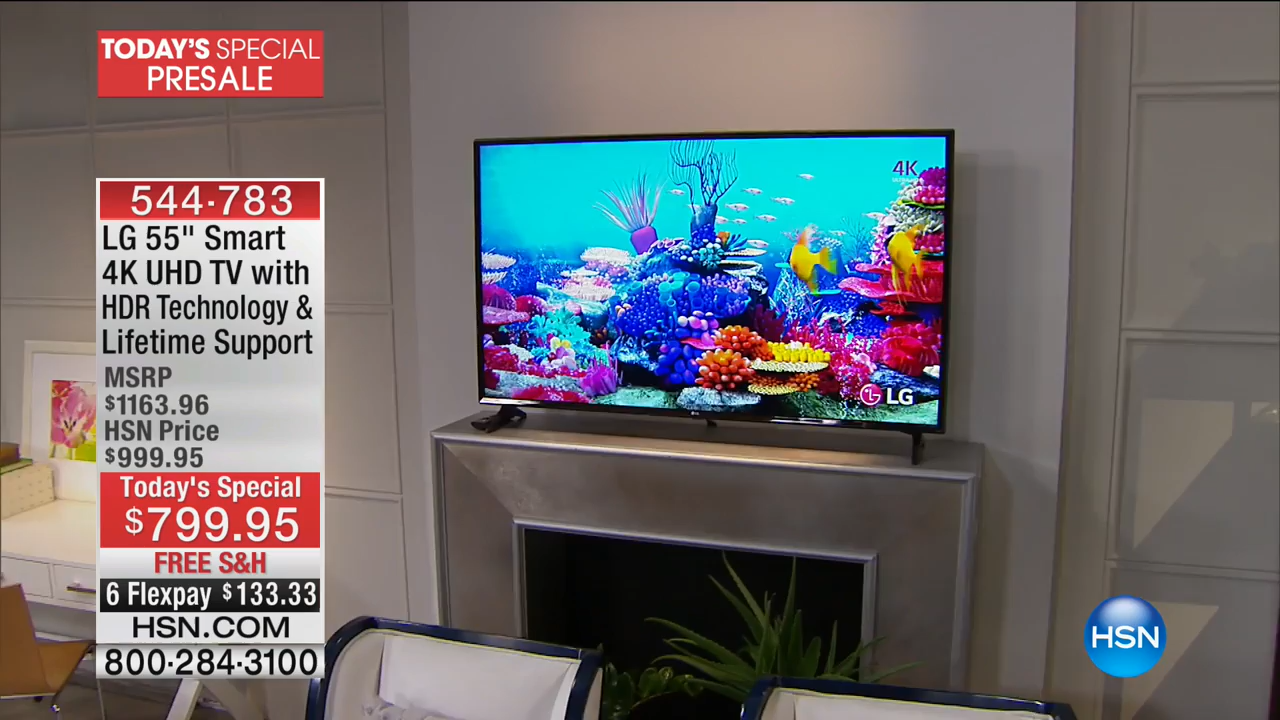 TODAY'S SPECIAL
PRESALE
544-783
LG 55" Smart
4K UHD TV with
HDR Technology &
Lifetime Support
MSRP
$1163.96
HSN Price
$999.95
Today's Special
$799.95
FREE S&H
6 Flexpay $133.33
HSN.COM
800-284-3100
4K
LG
HSN